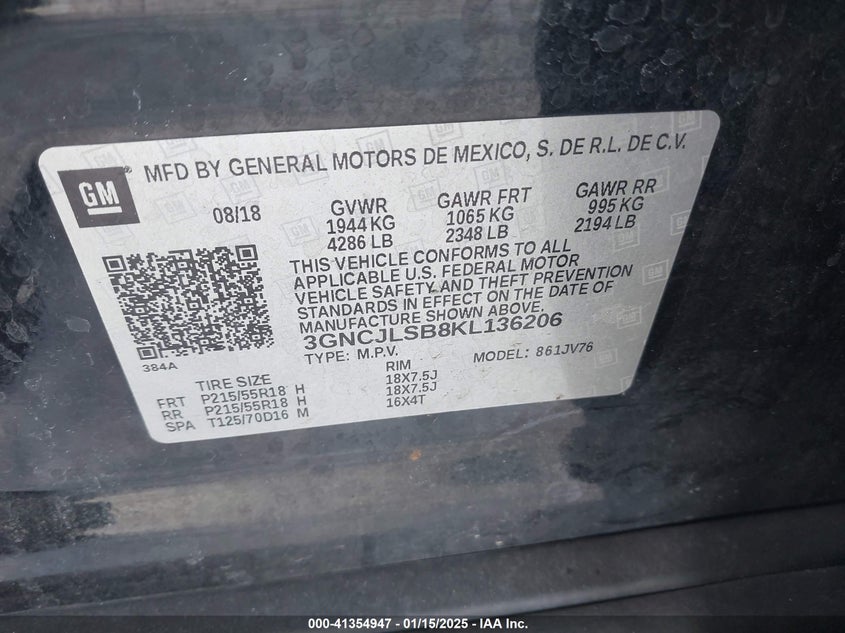 GM
® MFD BY GENERAL MOTORS DE MEXICO, S. DE R.L. DE C.V.
08/18 GVWR GAWR FRT GAWR RR
1944 KG 1065 KG 995 KG
4286 LB 2348 LB 2194 LB
THIS VEHICLE CONFORMS TO ALL
APPLICABLE U.S. FEDERAL MOTOR
VEHICLE SAFETY AND THEFT PREVENTION
STANDARDS IN EFFECT ON THE DATE OF
MANUFACTURE SHOWN ABOVE.
3GNCJLSB8KL136206
384A
TYPE: M.P.V. MODEL: 861JV76
TIRE SIZE RIM
FRT P215/55R18 H 18X7.5J
RR P215/55R18 H 18X7.5J
SPA T125/70D16 M 16X4T
000-41354947 - 01/15/2025 - IAA Inc.